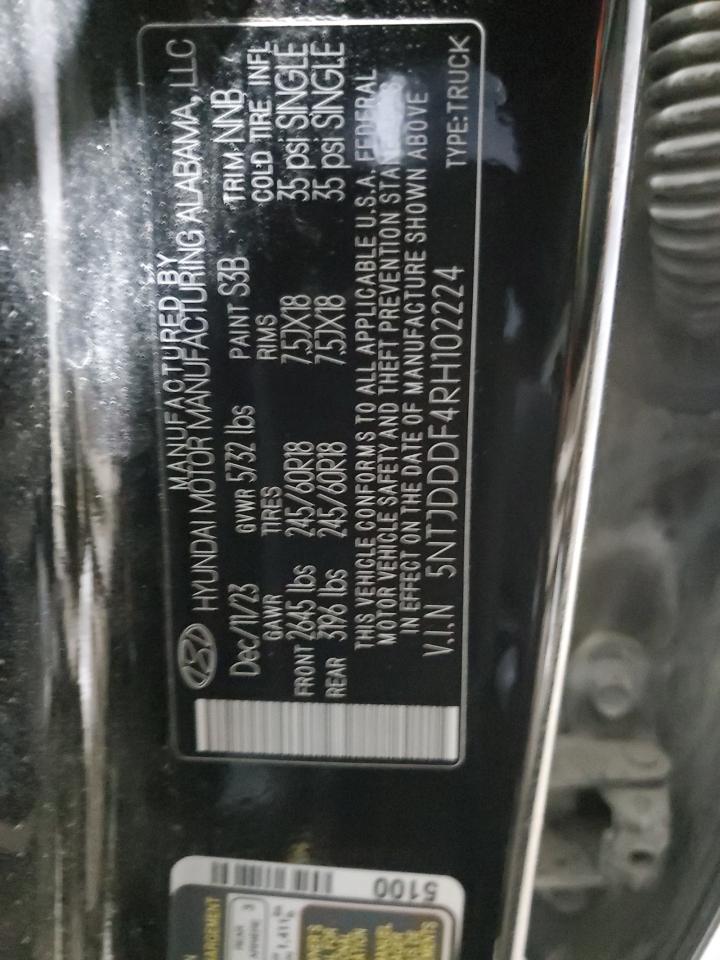 MANUFACTURED BY
HYUNDAI MOTOR MANUFACTURING ALABAMA, LLC
Dec/11/23 GVWR 5732 lbs PAINT S3B TRIM NNB
GAWR TIRES RIMS COLD TIRE INFL
FRONT 2645 lbs 245/60R18 7.5JX18 35 psi SINGLE
REAR 3196 lbs 245/60R18 7.5JX18 35 psi SINGLE
THIS VEHICLE CONFORMS TO ALL APPLICABLE U.S.A. FEDERAL
MOTOR VEHICLE SAFETY AND THEFT PREVENTION STA
IN EFFECT ON THE DATE OF MANUFACTURE SHOWN ABOVE
V.I.N 5NTJDDDF4RH102224 TYPE: TRUCK
5100